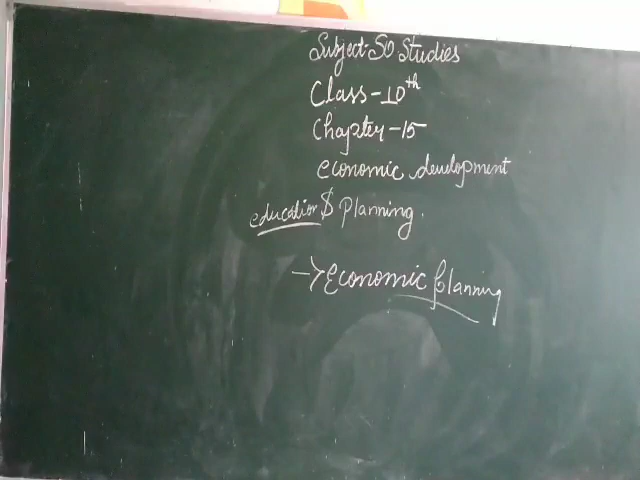 Subject-SO Studies
Class-10th
Chapter-15
economic development
education $ Planning.
→ Economic planning